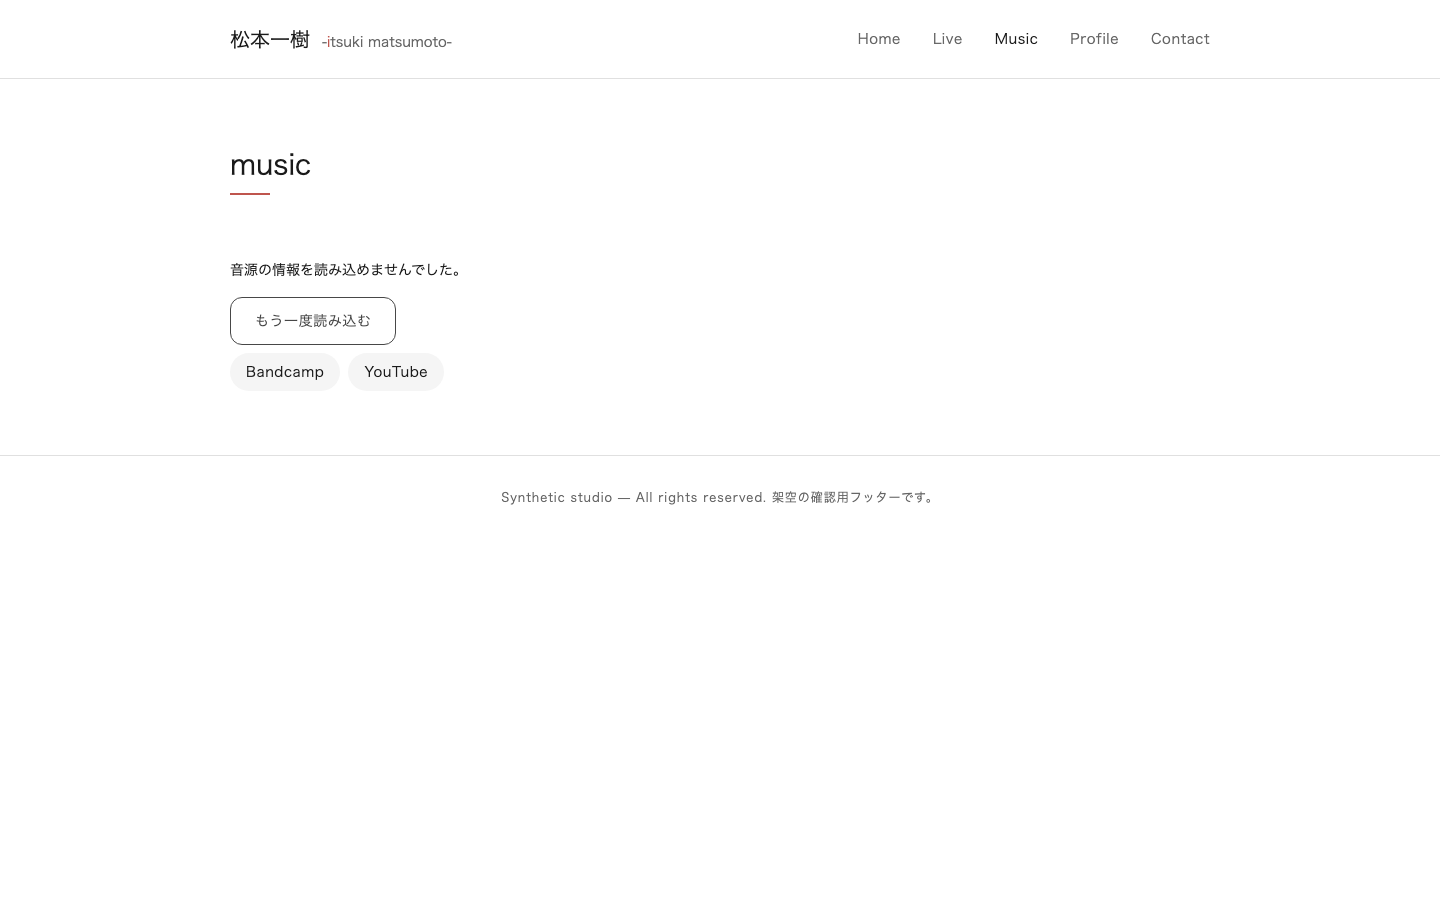 松本一樹 -itsuki matsumoto-
Home Live Music Profile Contact
music
音源の情報を読み込めませんでした。
もう一度読み込む
Bandcamp YouTube
Synthetic studio — All rights reserved. 架空の確認用フッターです。